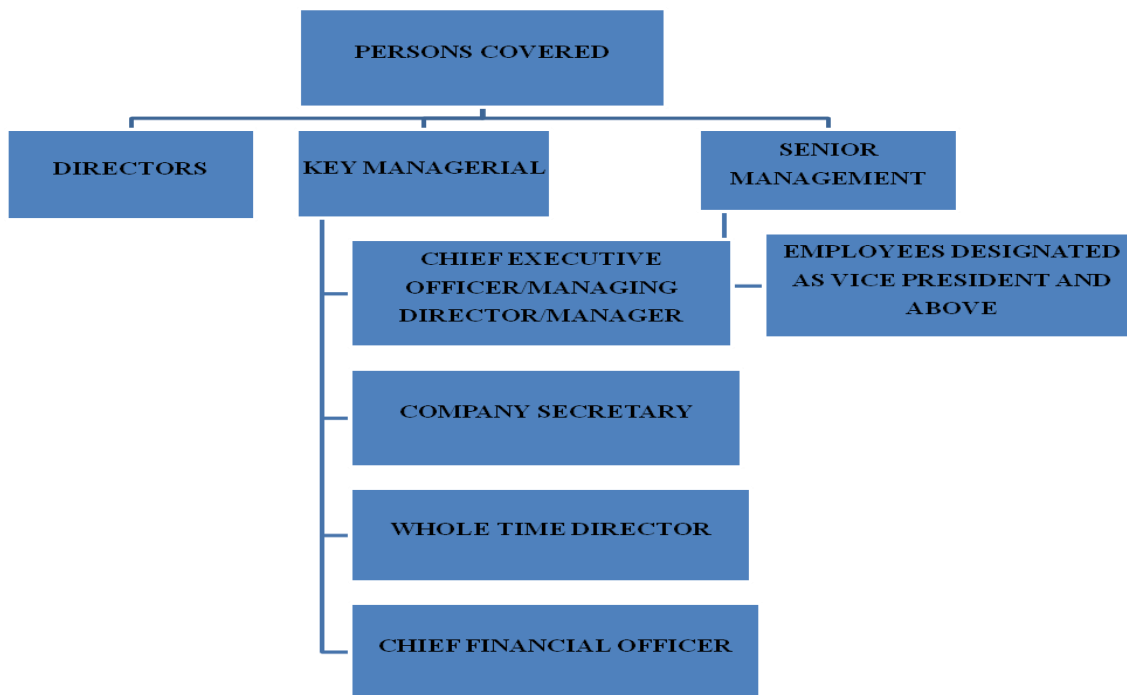 PERSONS COVERED
DIRECTORS
KEY MANAGERIAL
SENIOR
MANAGEMENT
CHIEF EXECUTIVE
OFFICER/MANAGING
DIRECTOR/MANAGER
EMPLOYEES DESIGNATED
AS VICE PRESIDENT AND
ABOVE
COMPANY SECRETARY
WHOLE TIME DIRECTOR
CHIEF FINANCIAL OFFICER